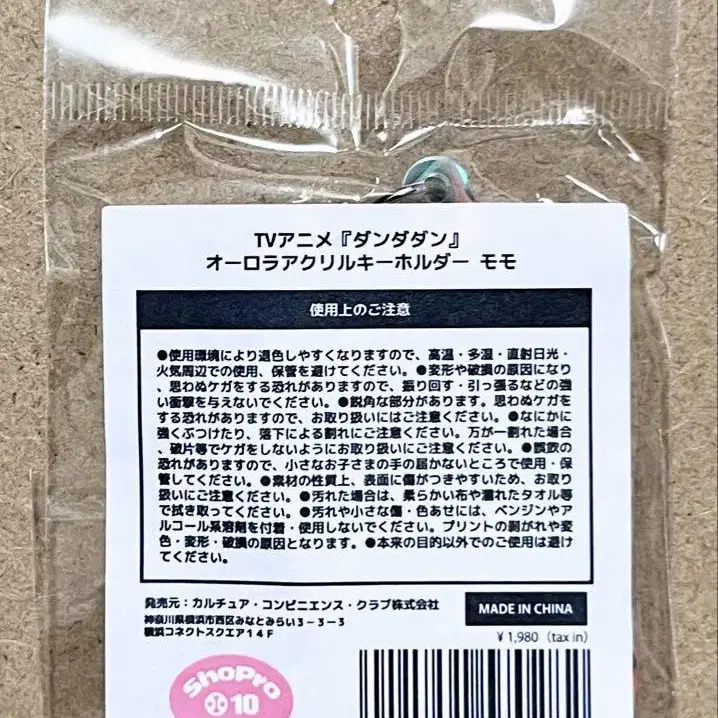 TVアニメ『ダンダダン』
オーロラアクリルキーホルダー モモ
使用上のご注意
●使用環境により退色しやすくなりますので、高温・多湿・直射日光・
火気周辺での使用、保管を避けてください。●変形や破損の原因になり
、思わぬケガをする恐れがありますので、振り回す・引っ張るなどの強
い衝撃を与えないでください。●鋭角な部分があります。思わぬケガを
する恐れがありますので、お取り扱いにはご注意ください。●なにかに
強くぶつけたり、落下による割れにご注意ください。万が一割れた場合
、破片等でケガをしないようにお取り扱いにご注意ください。●誤飲の
恐れがありますので、小さなお子さまの手の届かないところで使用・保
管してください。●素材の性質上、表面に傷がつきやすいため、お取り
扱いにご注意ください。●汚れた場合は、柔らかい布や濡れたタオル等
で拭き取ってください。●汚れや小さな傷・色あせには、ベンジンやア
ルコール系溶剤を付着・使用しないでください。プリントの剥がれや変
色・変形・破損の原因となります。●本来の目的以外でのご使用は避け
てください。
発売元：カルチュア・コンビニエンス・クラブ株式会社
神奈川県横浜市西区みなとみらい3-3-3
横浜コネクトスクエア14F
MADE IN CHINA
¥1,980（tax in）
ShoPro
10